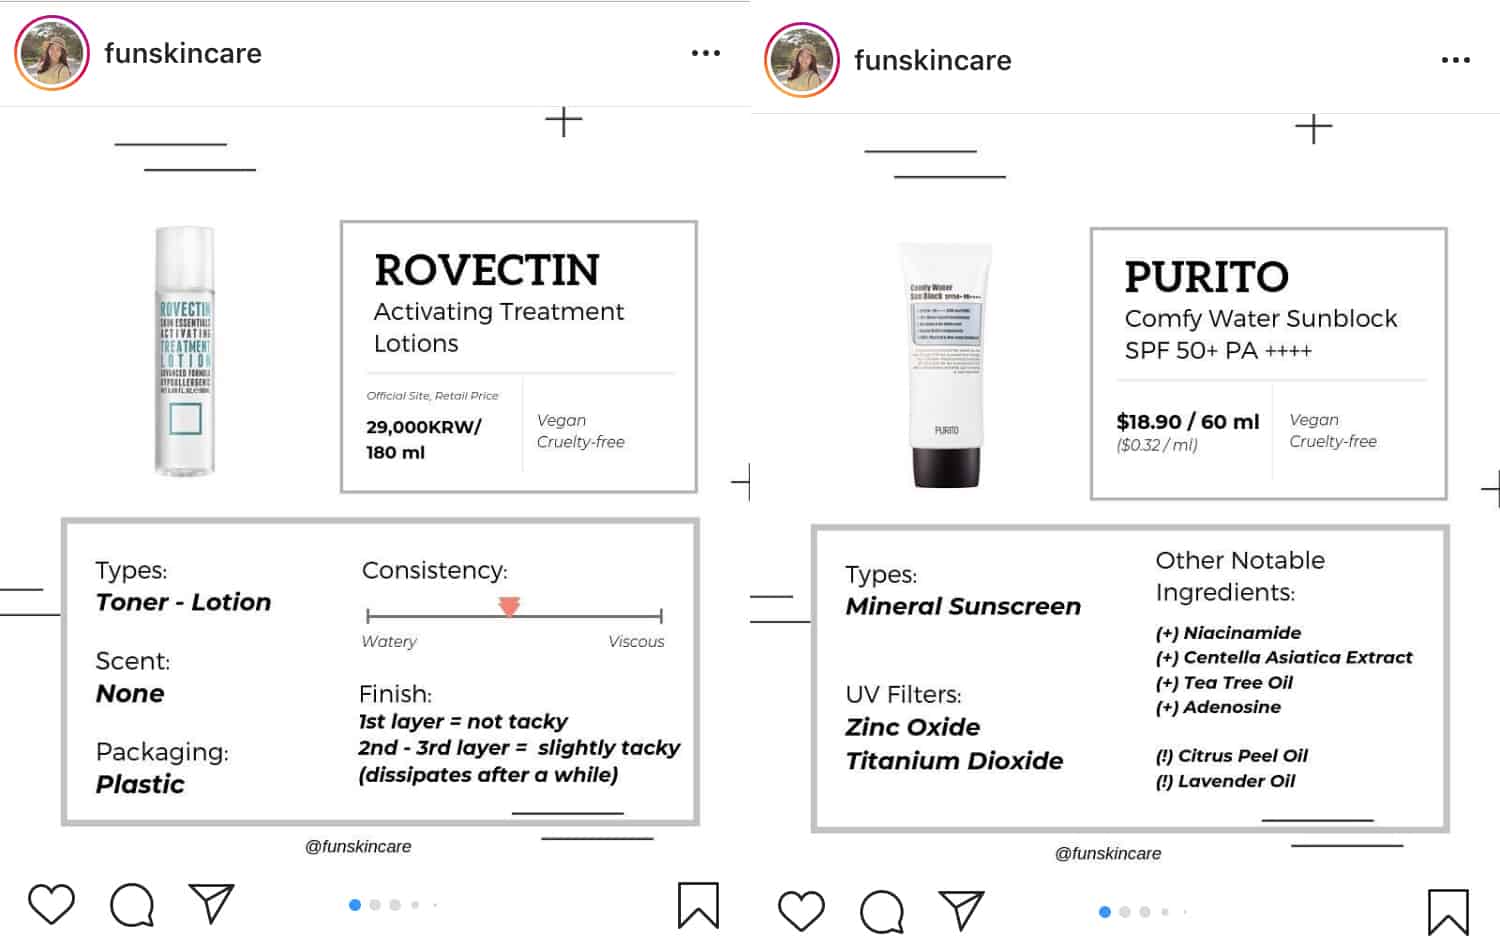 funskincare
ROVECTIN
SKIN ESSENTIALS
ACTIVATING
TREATMENT
LOTION
ADVANCED FORMULA
HYPOALLERGENIC
ROVECTIN
Activating Treatment
Lotions
Official Site, Retail Price
29,000KRW/
180 ml
Vegan
Cruelty-free
Types:
Toner - Lotion
Scent:
None
Packaging:
Plastic
Consistency:
Watery
Viscous
Finish:
1st layer = not tacky
2nd - 3rd layer = slightly tacky
(dissipates after a while)
@funskincare
funskincare
Comfy Water
Sun Block SPF50+ PA++++
PURITO
PURITO
Comfy Water Sunblock
SPF 50+ PA ++++
$18.90 / 60 ml
($0.32 / ml)
Vegan
Cruelty-free
Types:
Mineral Sunscreen
UV Filters:
Zinc Oxide
Titanium Dioxide
Other Notable
Ingredients:
(+) Niacinamide
(+) Centella Asiatica Extract
(+) Tea Tree Oil
(+) Adenosine
(!) Citrus Peel Oil
(!) Lavender Oil
@funskincare